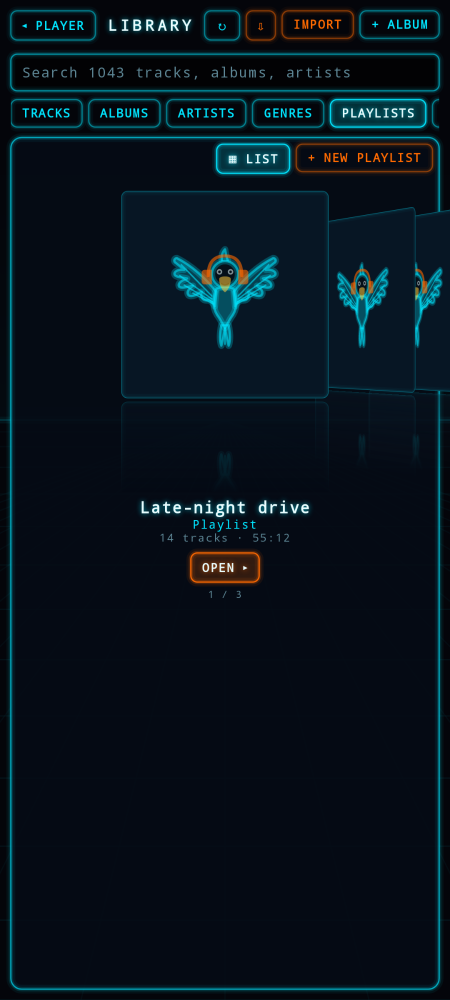 ◂ PLAYER LIBRARY ↻ ⇩ IMPORT + ALBUM
Search 1043 tracks, albums, artists
TRACKS ALBUMS ARTISTS GENRES PLAYLISTS
▦ LIST + NEW PLAYLIST
Late-night drive
Playlist
14 tracks · 55:12
OPEN ▸
1 / 3